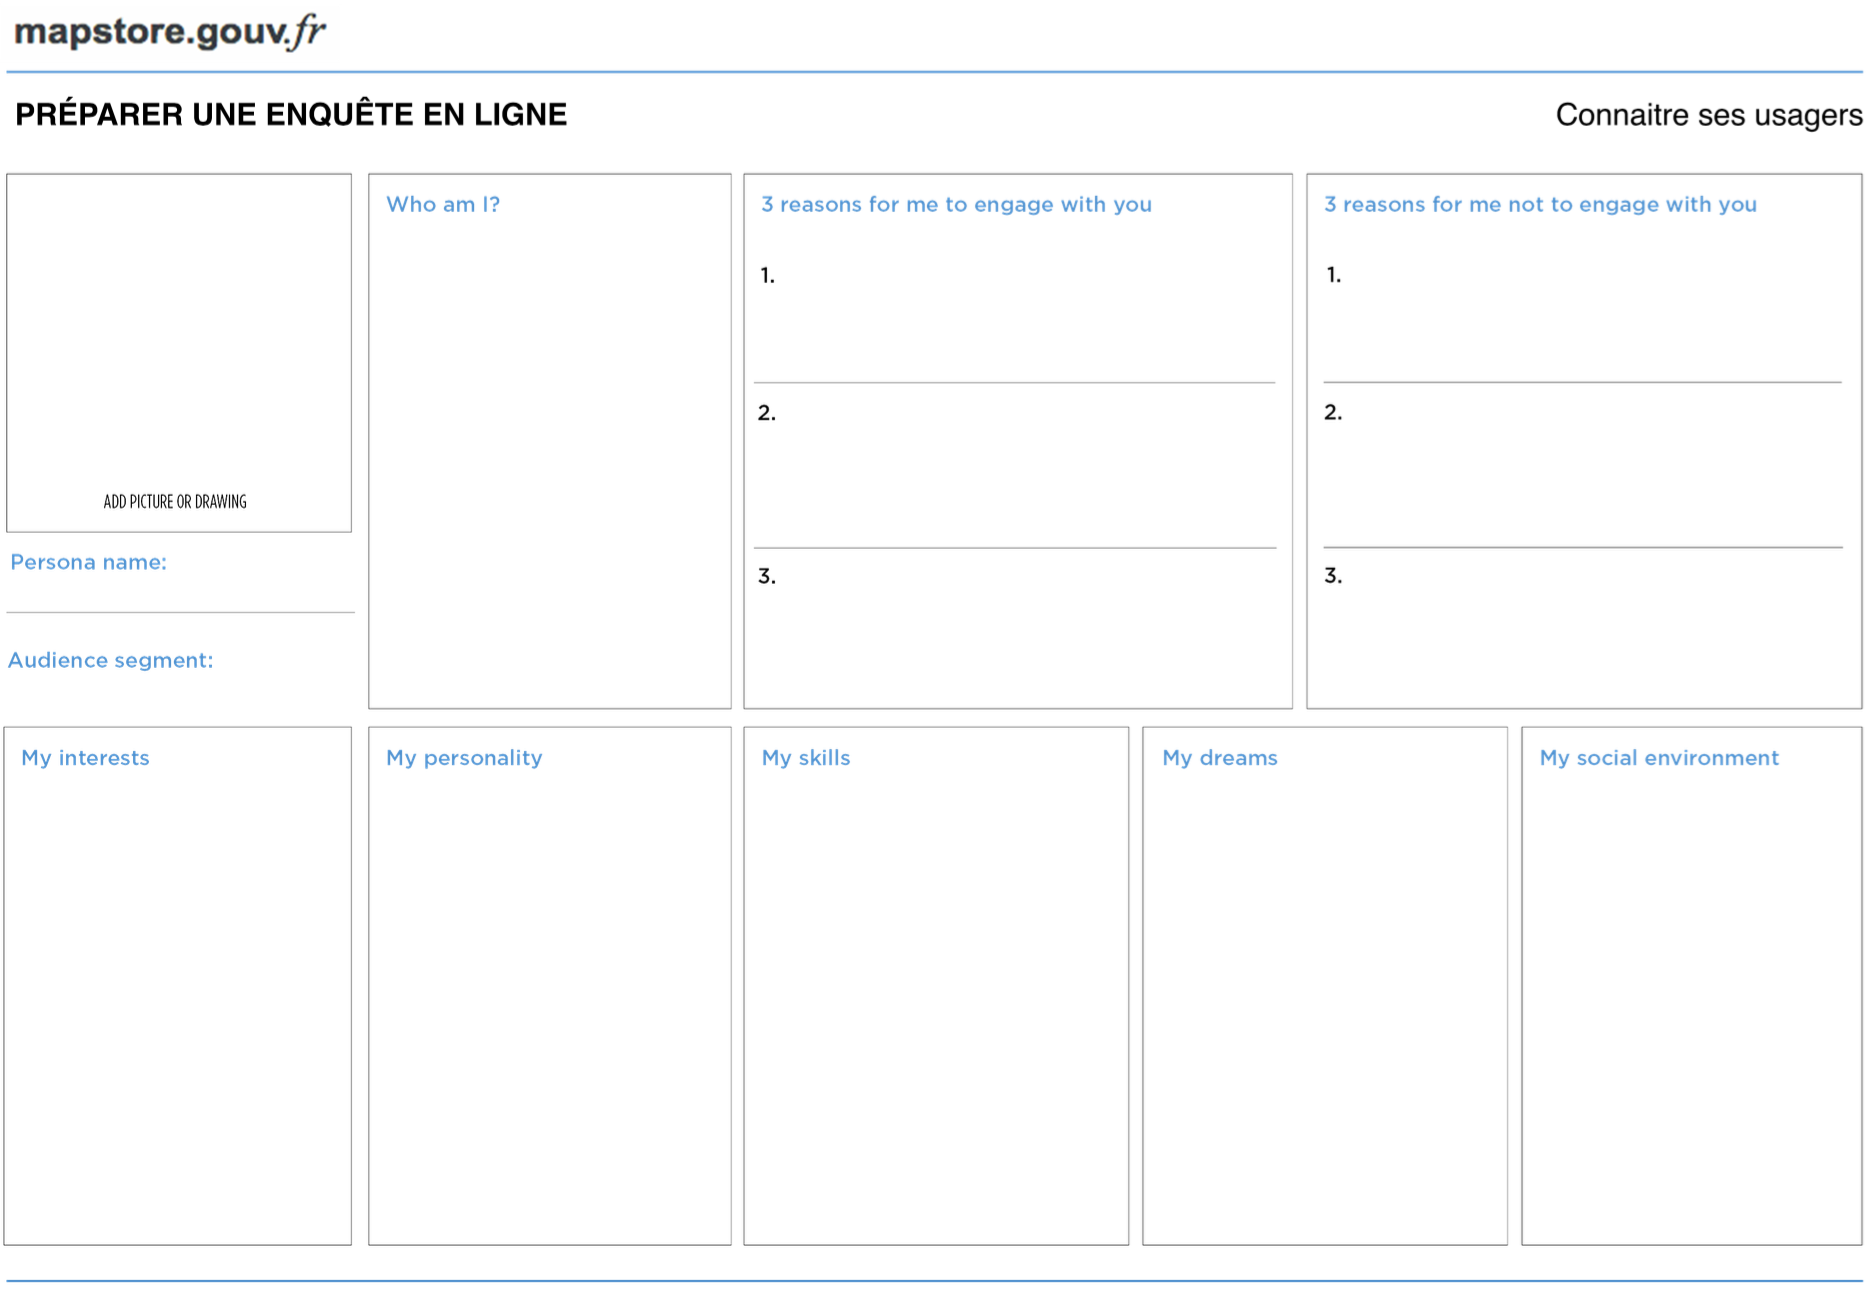 mapstore.gouv.fr
PRÉPARER UNE ENQUÊTE EN LIGNE
Connaitre ses usagers
ADD PICTURE OR DRAWING
Persona name:
Audience segment:
Who am I?
3 reasons for me to engage with you
1.
2.
3.
3 reasons for me not to engage with you
1.
2.
3.
My interests
My personality
My skills
My dreams
My social environment